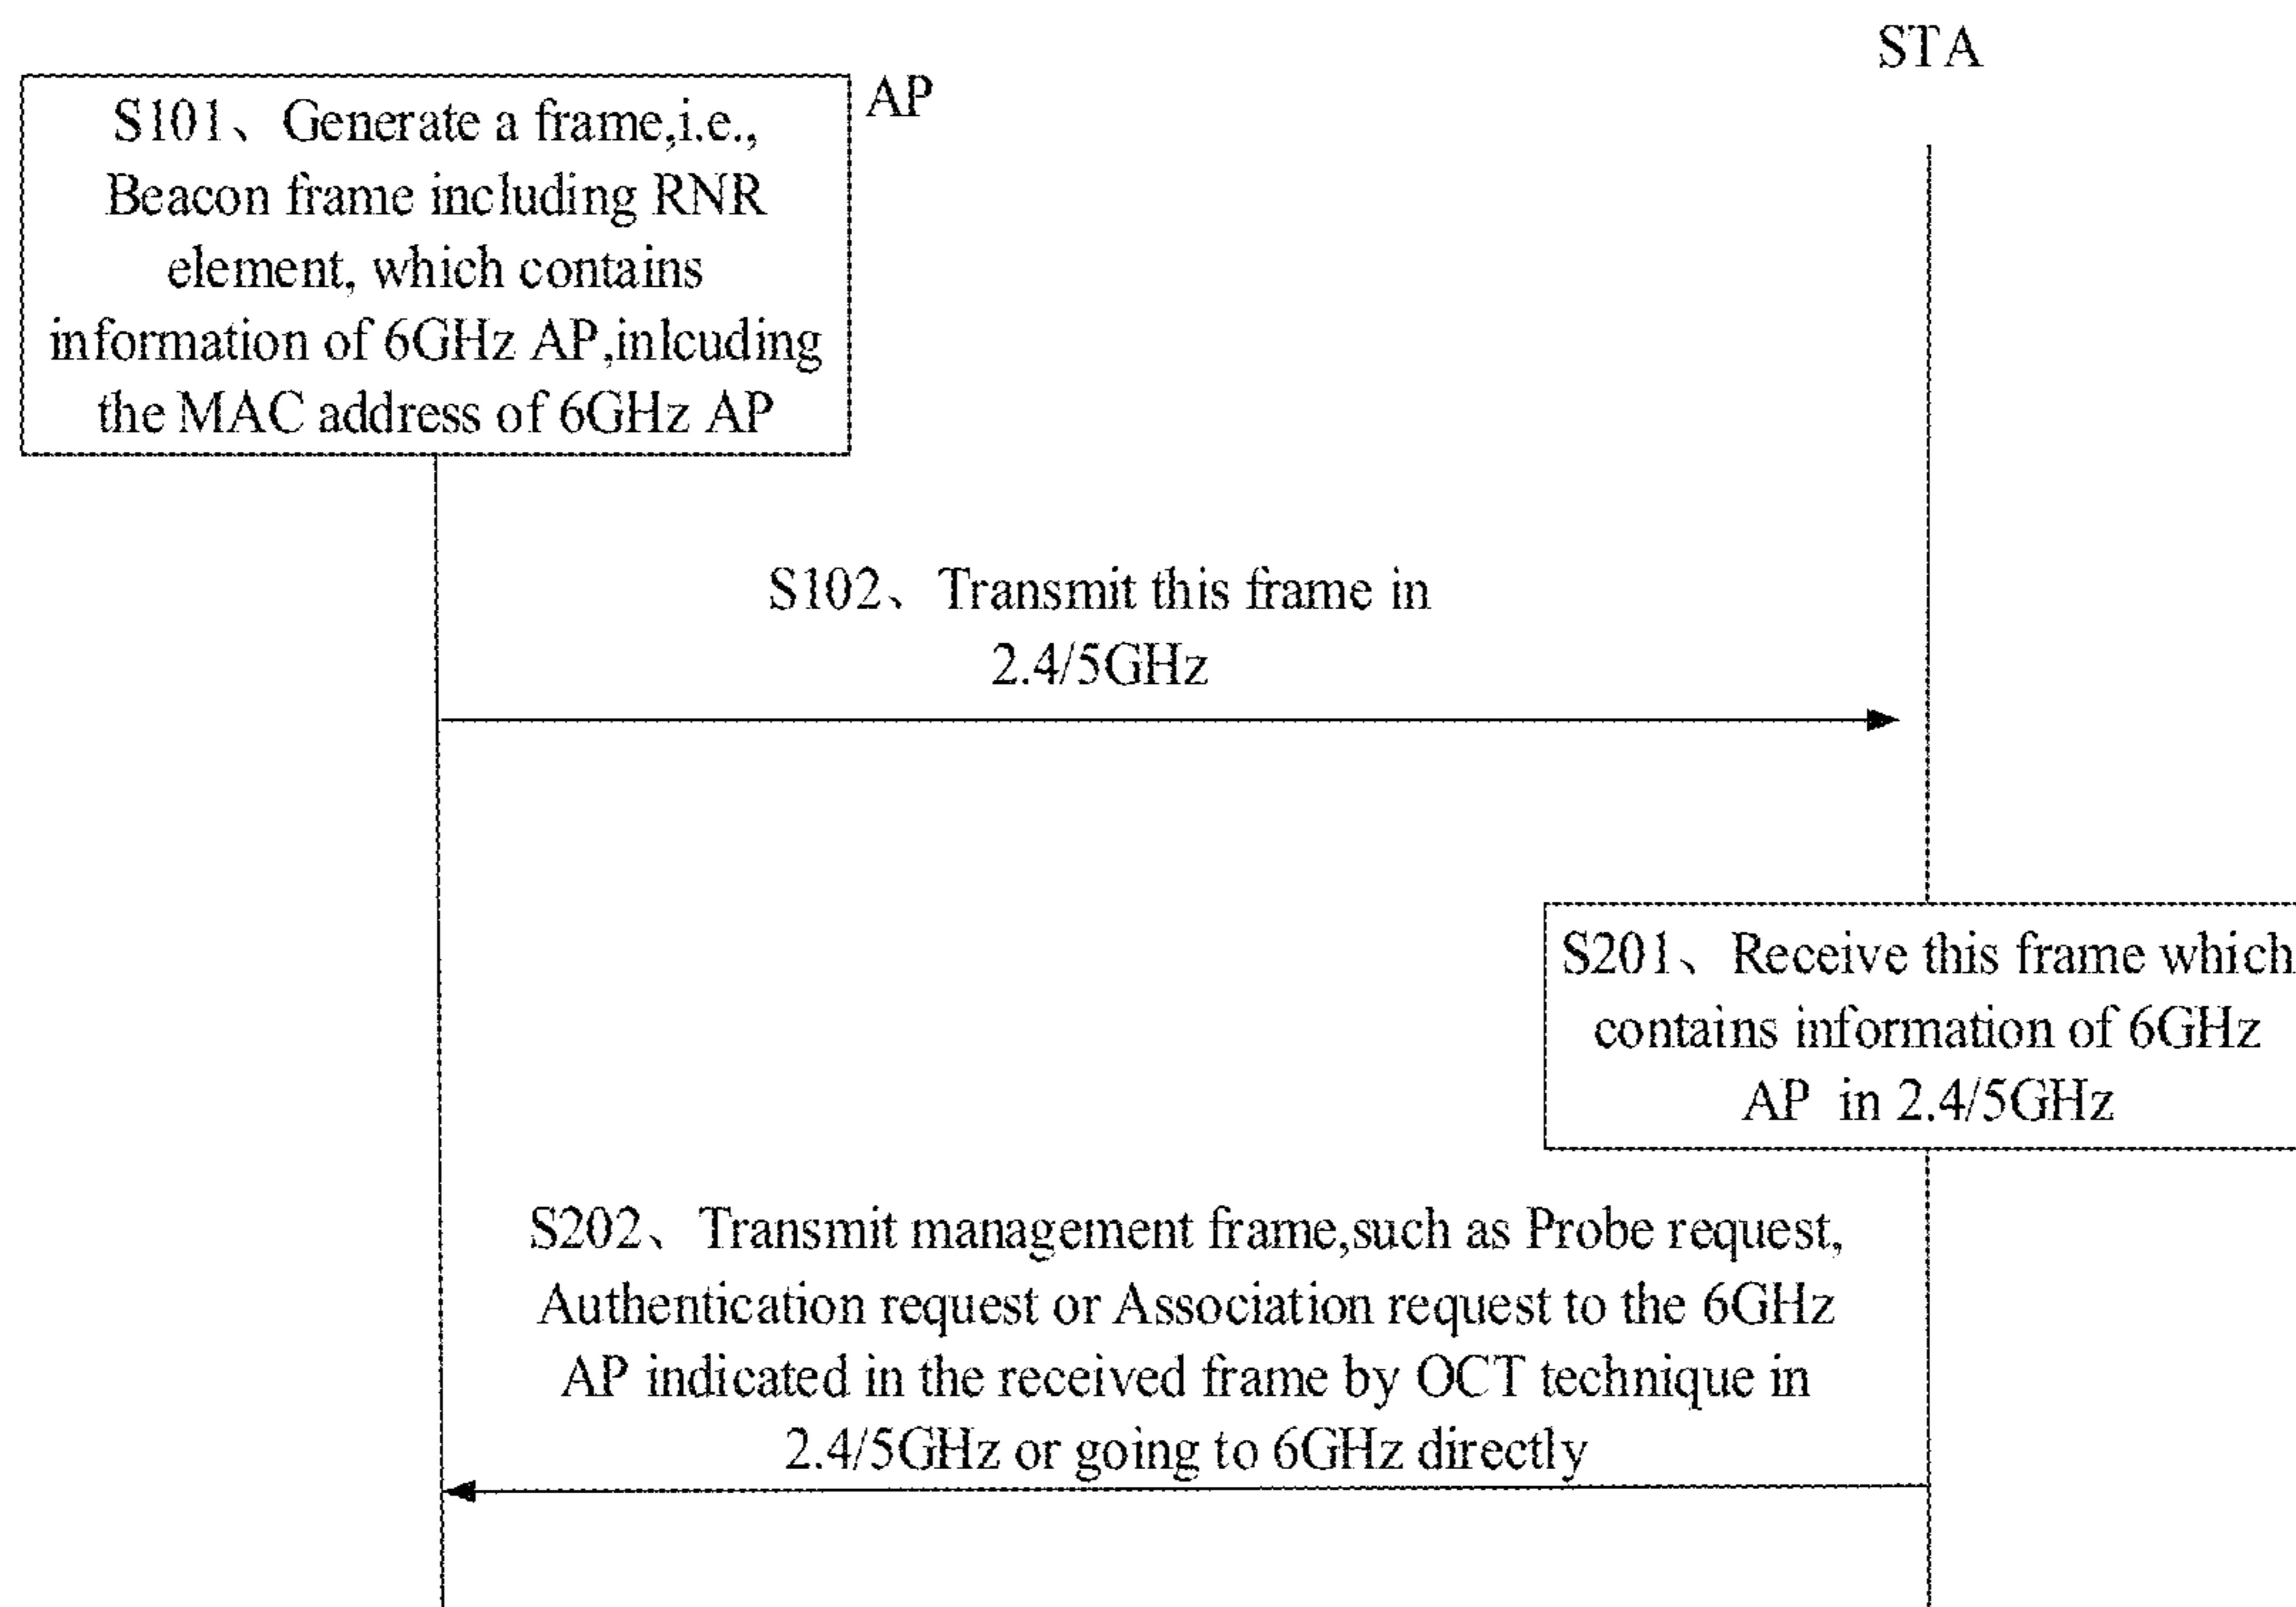 STA
AP
S101、Generate a frame,i.e.,
Beacon frame including RNR
element, which contains
information of 6GHz AP,inlcuding
the MAC address of 6GHz AP
S102、Transmit this frame in
2.4/5GHz
S201、Receive this frame which
contains information of 6GHz
AP in 2.4/5GHz
S202、Transmit management frame,such as Probe request,
Authentication request or Association request to the 6GHz
AP indicated in the received frame by OCT technique in
2.4/5GHz or going to 6GHz directly